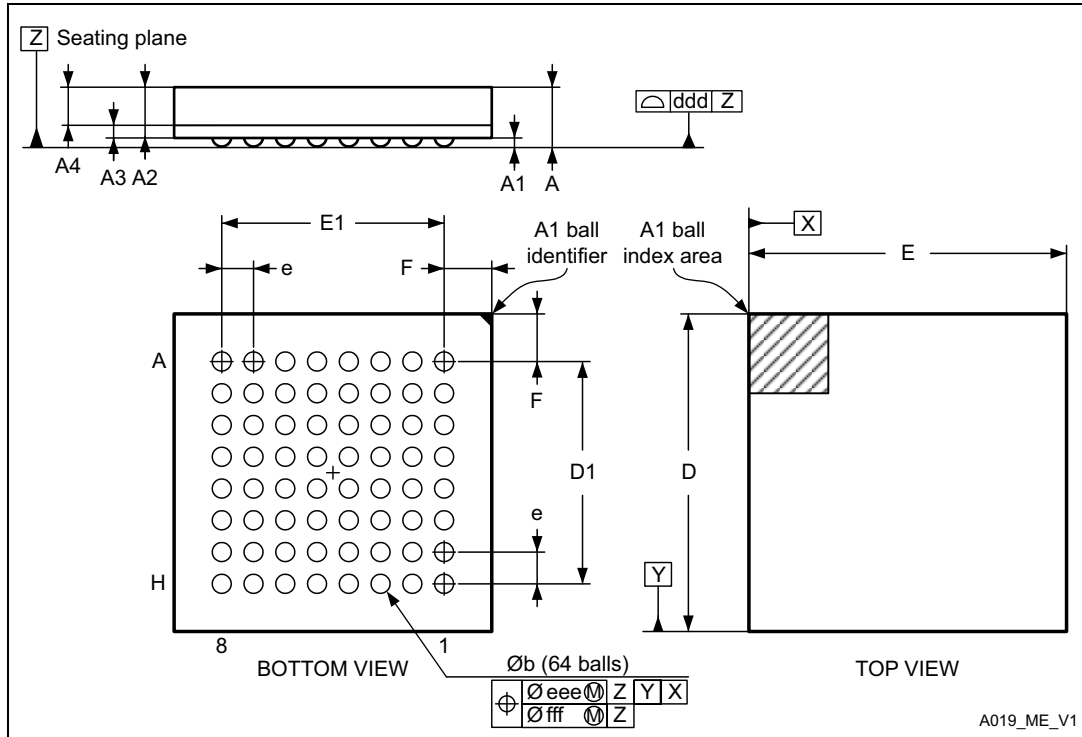 Z Seating plane
ddd Z
A4
A3 A2
A1
A
E1
A1 ball
identifier
A1 ball
index area
X
e
F
E
A
F
D1
D
e
Y
H
8
1
BOTTOM VIEW
Øb (64 balls)
TOP VIEW
Ø eee Ⓜ Z Y X
Ø fff Ⓜ Z
A019_ME_V1